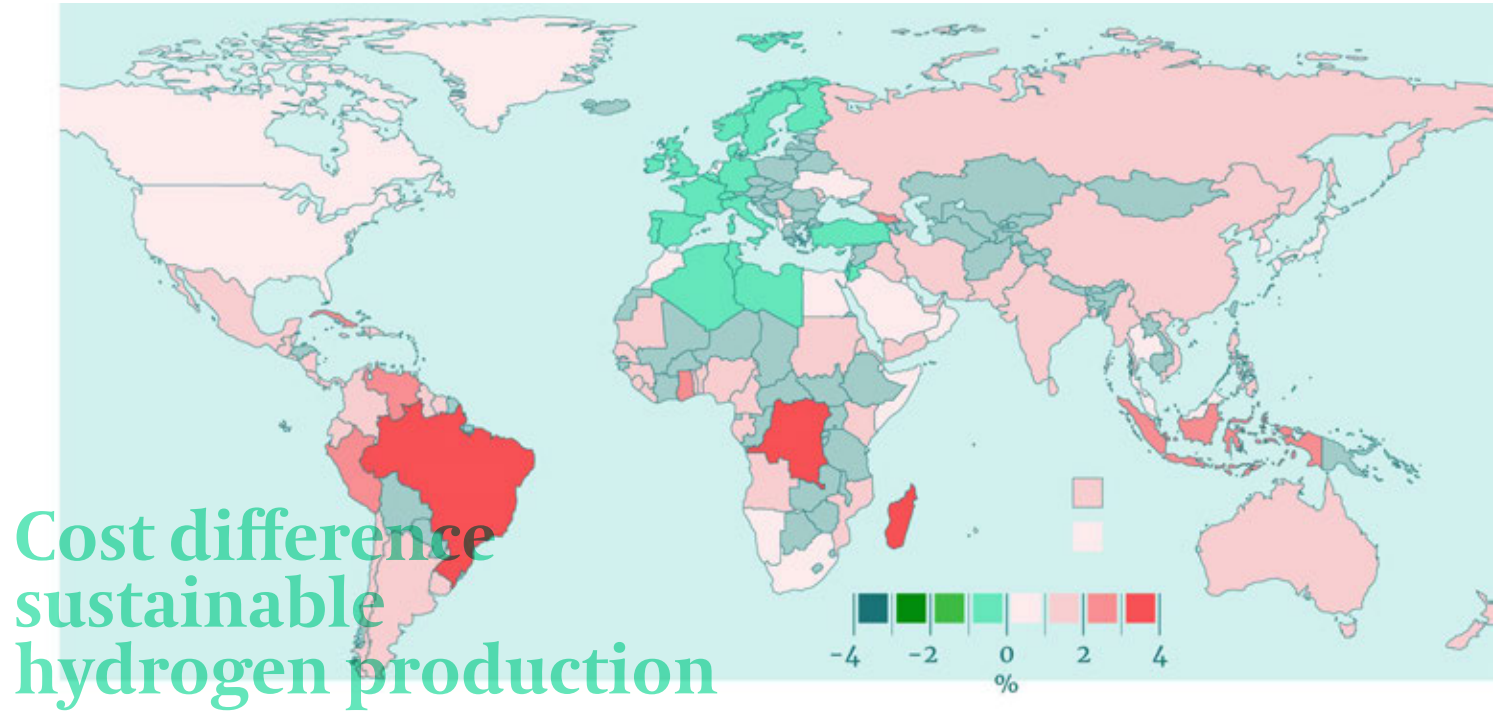 Cost difference
sustainable
hydrogen production
−4 −2 0 2 4
%